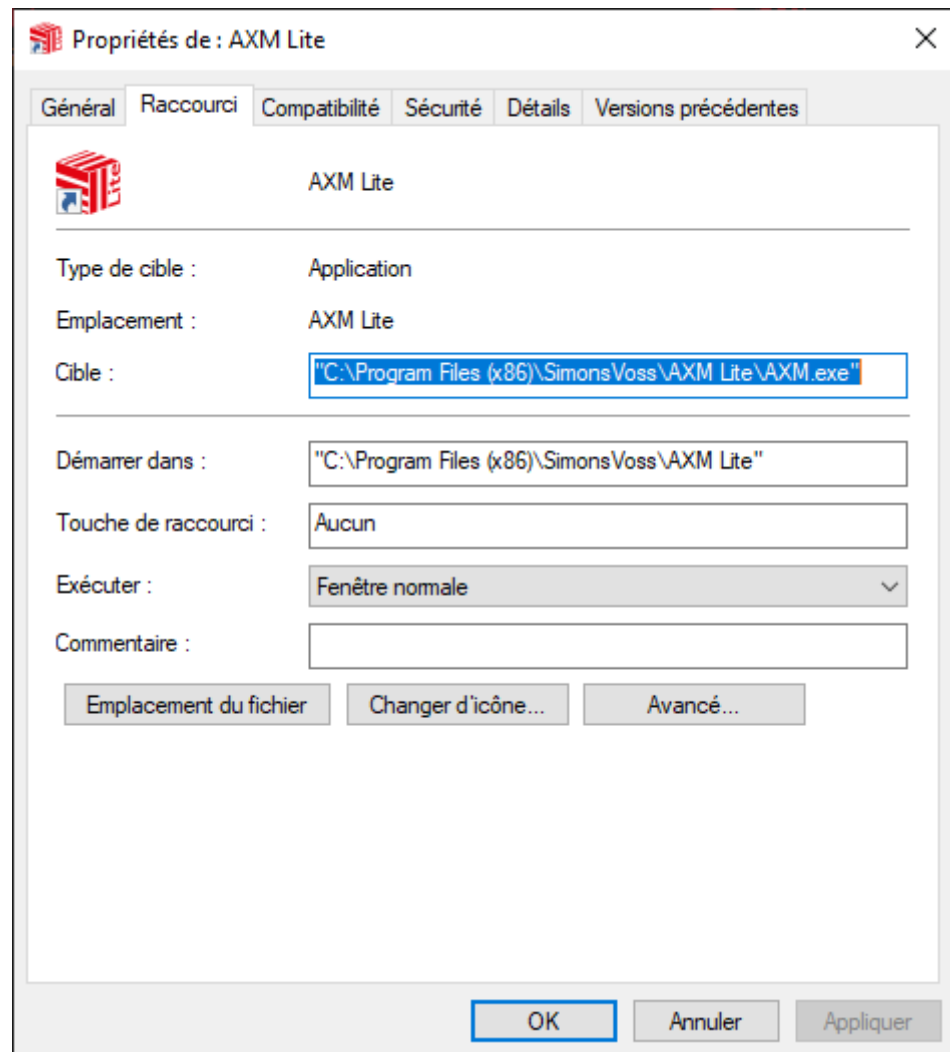 Propriétés de : AXM Lite
Général Raccourci Compatibilité Sécurité Détails Versions précédentes
Lite AXM Lite
Type de cible : Application
Emplacement : AXM Lite
Cible : "C:\Program Files (x86)\SimonsVoss\AXM Lite\AXM.exe"
Démarrer dans : "C:\Program Files (x86)\SimonsVoss\AXM Lite"
Touche de raccourci : Aucun
Exécuter : Fenêtre normale
Commentaire :
Emplacement du fichier Changer d'icône... Avancé...
OK Annuler Appliquer